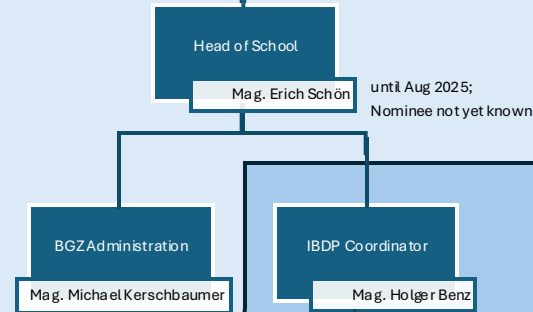 Head of School
Mag. Erich Schön
until Aug 2025;
Nominee not yet known
BGZ Administration
IBDP Coordinator
Mag. Michael Kerschbaumer
Mag. Holger Benz